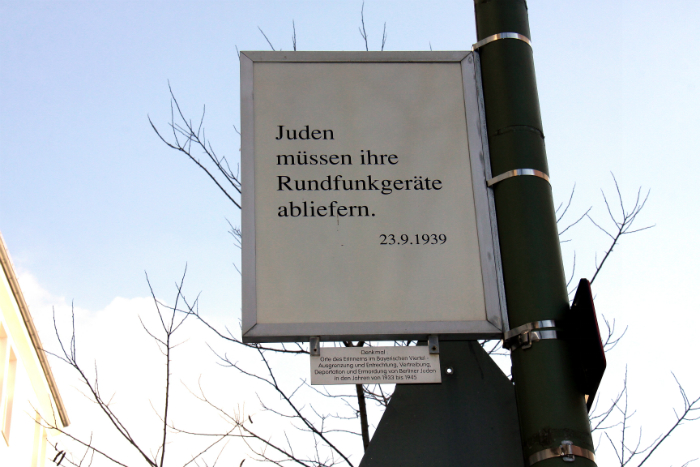 Juden
müssen ihre
Rundfunkgeräte
abliefern.
23.9.1939
Denkmal
Orte des Erinnerns im Bayerischen Viertel
Ausgrenzung und Entrechtung, Vertreibung,
Deportation und Ermordung von Berliner Juden
in den Jahren von 1933 bis 1945